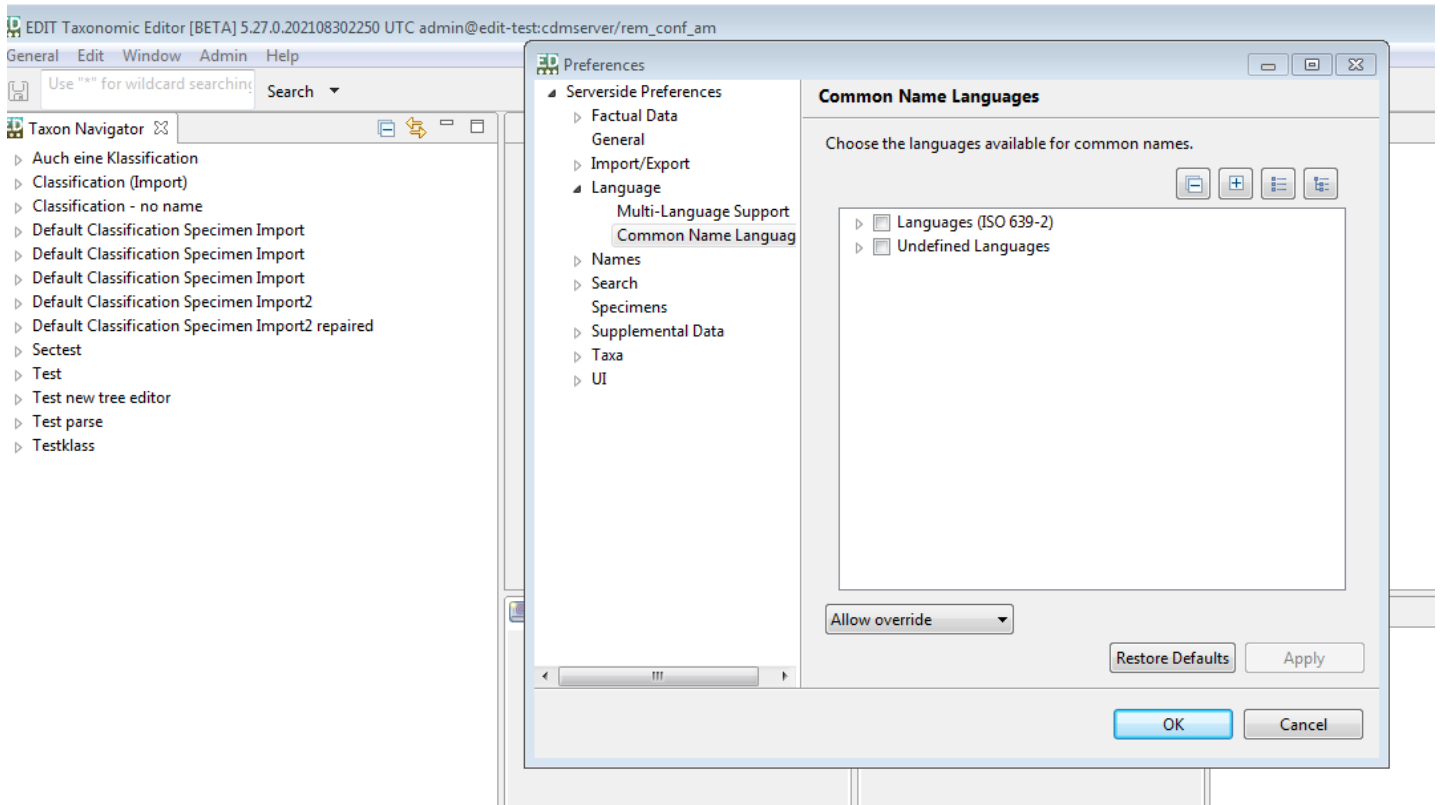 EDIT Taxonomic Editor [BETA] 5.27.0.202108302250 UTC admin@edit-test:cdmserver/rem_conf_am
General Edit Window Admin Help
Use "*" for wildcard searching
Search
Taxon Navigator
Auch eine Klassification
Classification (Import)
Classification - no name
Default Classification Specimen Import
Default Classification Specimen Import
Default Classification Specimen Import
Default Classification Specimen Import2
Default Classification Specimen Import2 repaired
Sectest
Test
Test new tree editor
Test parse
Testklass
Preferences
Serverside Preferences
Factual Data
General
Import/Export
Language
Multi-Language Support
Common Name Languag
Names
Search
Specimens
Supplemental Data
Taxa
UI
Common Name Languages
Choose the languages available for common names.
Languages (ISO 639-2)
Undefined Languages
Allow override
Restore Defaults
Apply
OK
Cancel